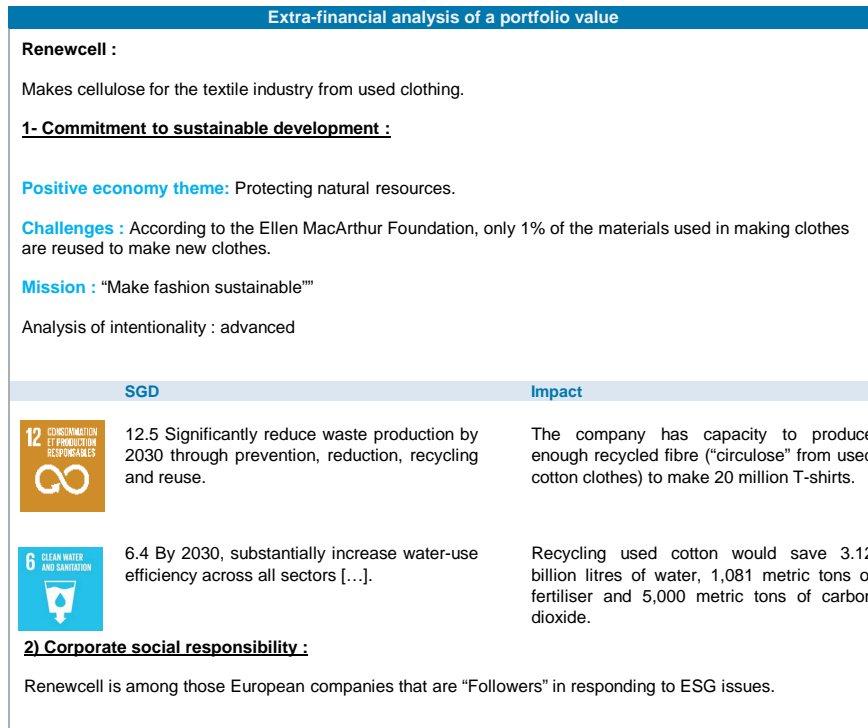 Extra-financial analysis of a portfolio value
Renewcell :
Makes cellulose for the textile industry from used clothing.
1- Commitment to sustainable development :
Positive economy theme: Protecting natural resources.
Challenges : According to the Ellen MacArthur Foundation, only 1% of the materials used in making clothes
are reused to make new clothes.
Mission : “Make fashion sustainable””
Analysis of intentionality : advanced
SGD Impact
12 CONSOMMATION
ET PRODUCTION
RESPONSABLES
12.5 Significantly reduce waste production by
2030 through prevention, reduction, recycling
and reuse.
The company has capacity to produce
enough recycled fibre (“circulose” from used
cotton clothes) to make 20 million T-shirts.
6 CLEAN WATER
AND SANITATION
6.4 By 2030, substantially increase water-use
efficiency across all sectors […].
Recycling used cotton would save 3.12
billion litres of water, 1,081 metric tons of
fertiliser and 5,000 metric tons of carbon
dioxide.
2) Corporate social responsibility :
Renewcell is among those European companies that are “Followers” in responding to ESG issues.